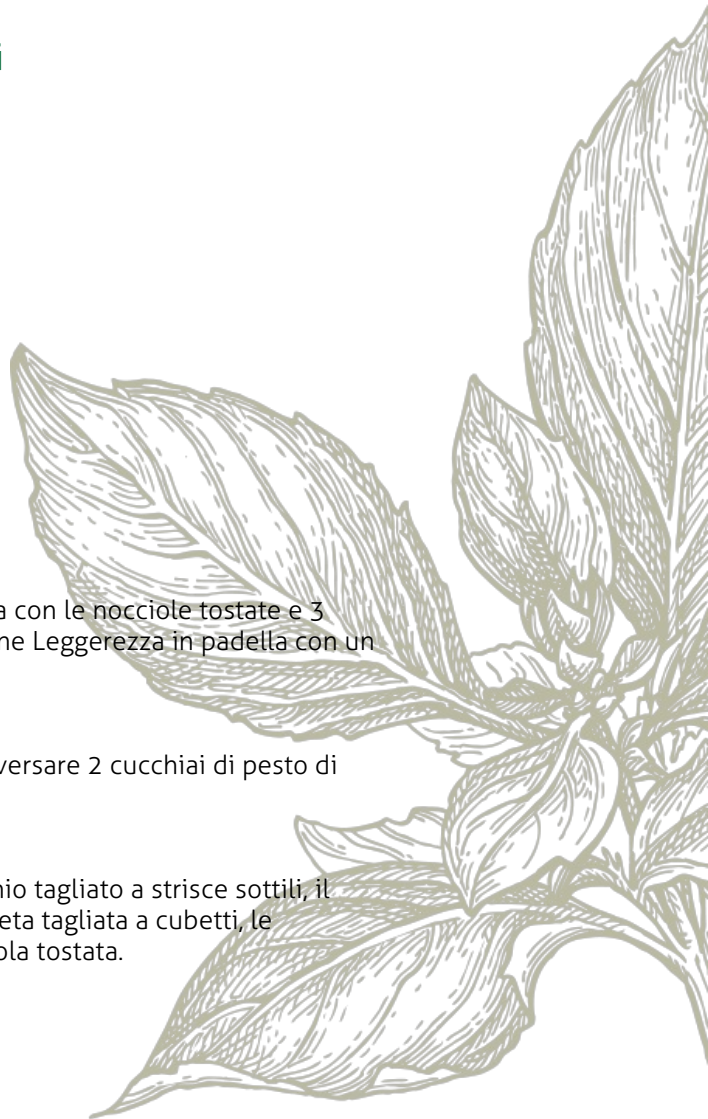 a con le nocciole tostate e 3
ne Leggerezza in padella con un
versare 2 cucchiai di pesto di
io tagliato a strisce sottili, il
eta tagliata a cubetti, le
ola tostata.